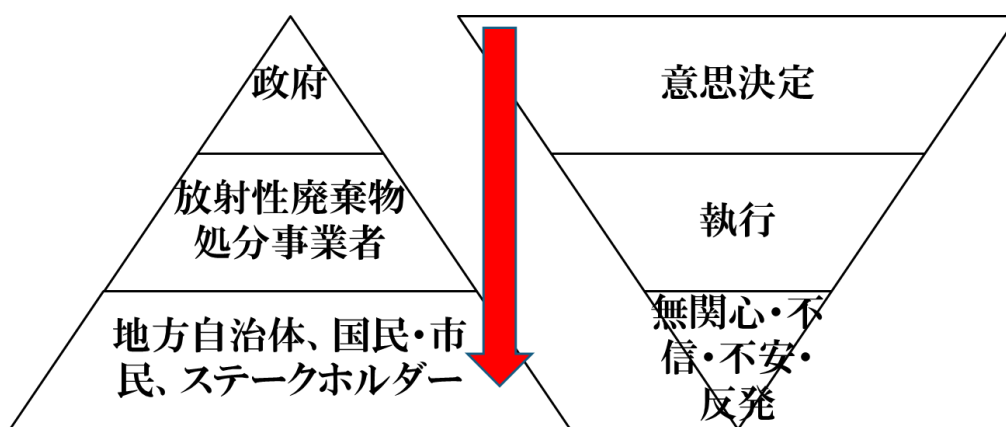 政府
放射性廃棄物
処分事業者
地方自治体、国民・市
民、ステークホルダー
意思決定
執行
無関心・不
信・不安・
反発